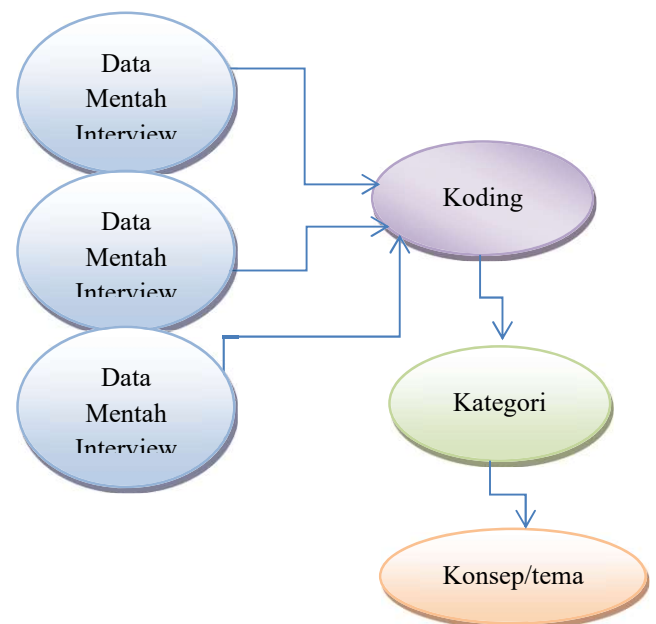 Data
Mentah
Interview
Data
Mentah
Interview
Data
Mentah
Interview
Koding
Kategori
Konsep/tema